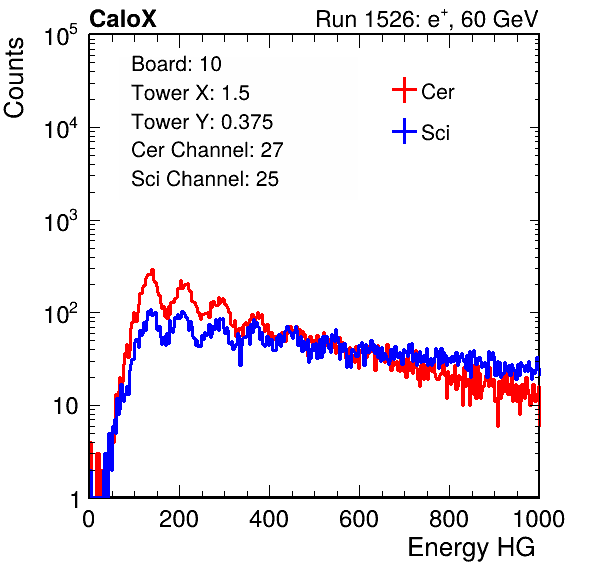 CaloX Run 1526: e⁺, 60 GeV
Counts
10⁵
10⁴
10³
10²
10
1
Board: 10
Tower X: 1.5
Tower Y: 0.375
Cer Channel: 27
Sci Channel: 25
Cer
Sci
0 200 400 600 800 1000
Energy HG